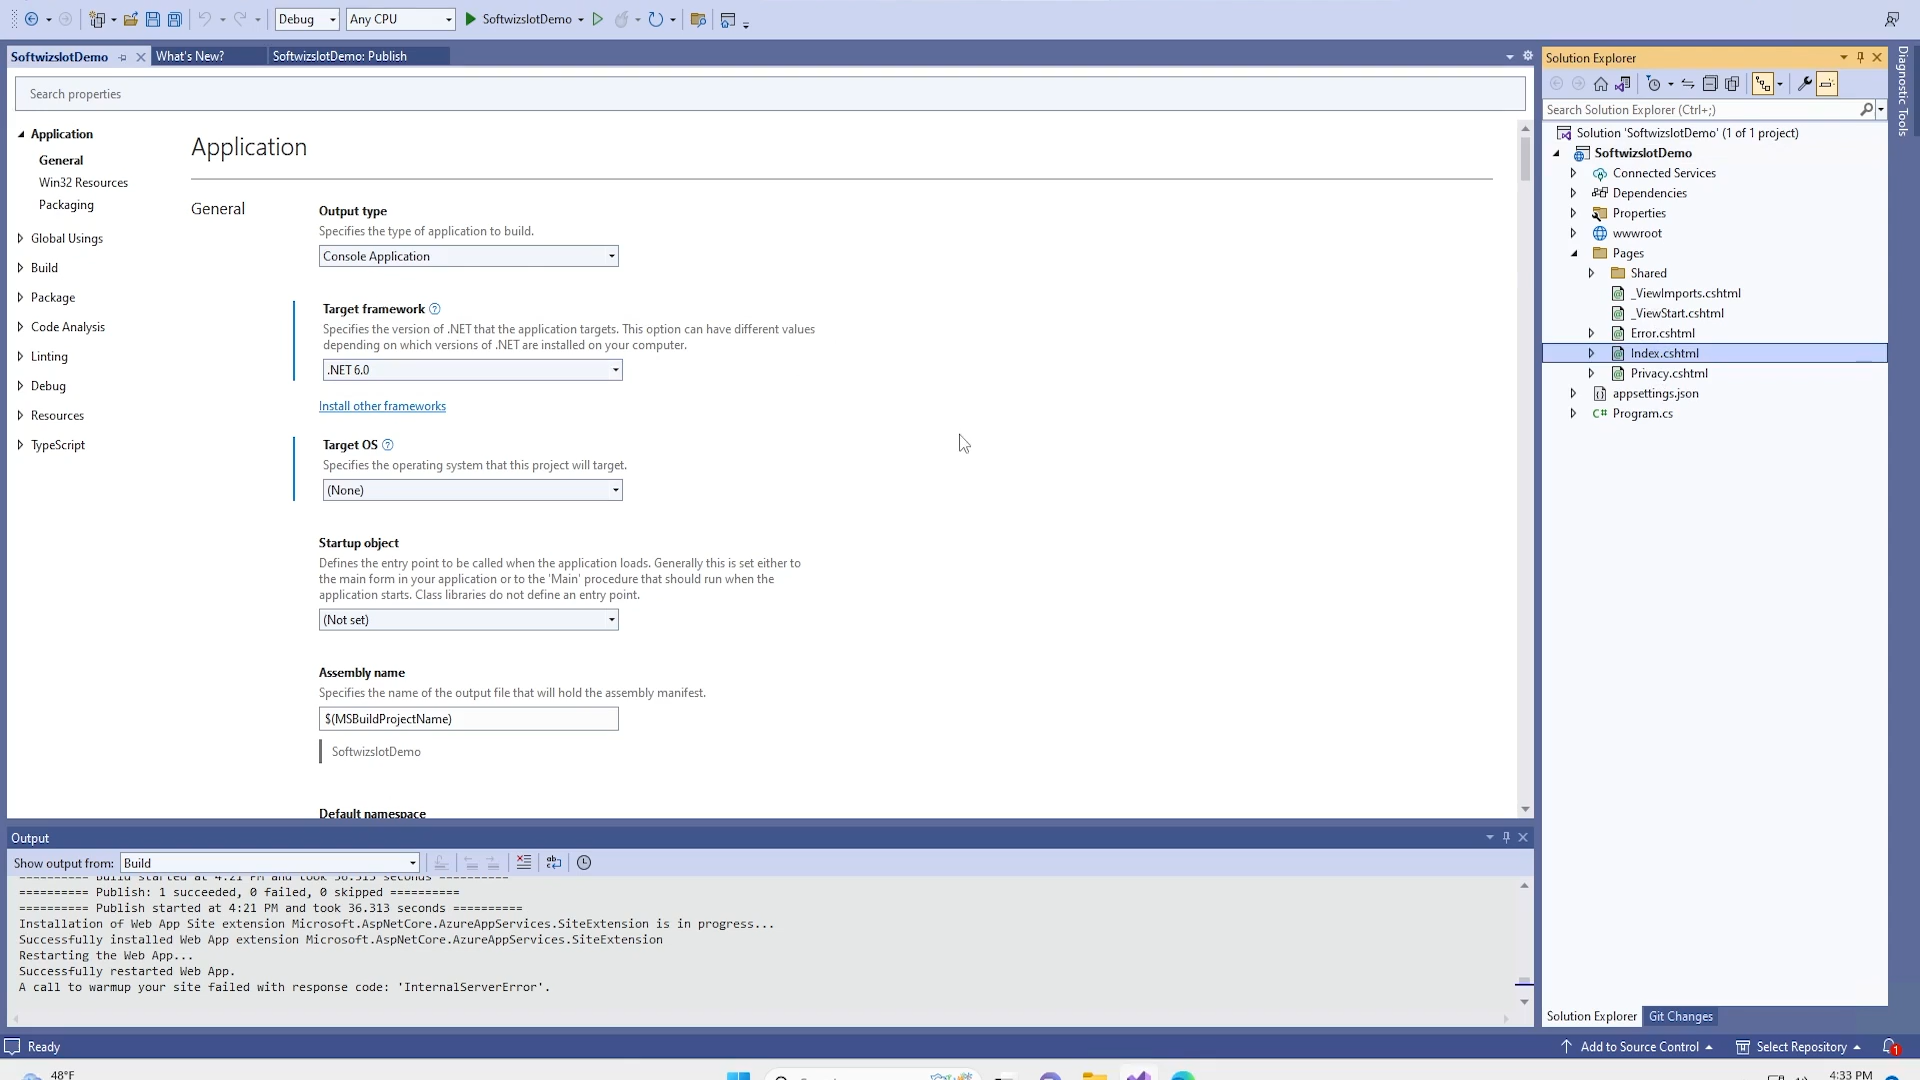 Debug
Any CPU
SoftwizslotDemo
SoftwizslotDemo
What's New?
SoftwizslotDemo: Publish
Search properties
Application
General
Win32 Resources
Packaging
Global Usings
Build
Package
Code Analysis
Linting
Debug
Resources
TypeScript
Application
General
Output type
Specifies the type of application to build.
Console Application
Target framework
Specifies the version of .NET that the application targets. This option can have different values
depending on which versions of .NET are installed on your computer.
.NET 6.0
Install other frameworks
Target OS
Specifies the operating system that this project will target.
(None)
Startup object
Defines the entry point to be called when the application loads. Generally this is set either to
the main form in your application or to the 'Main' procedure that should run when the
application starts. Class libraries do not define an entry point.
(Not set)
Assembly name
Specifies the name of the output file that will hold the assembly manifest.
$(MSBuildProjectName)
SoftwizslotDemo
Default namespace
Solution Explorer
Search Solution Explorer (Ctrl+;)
Solution 'SoftwizslotDemo' (1 of 1 project)
SoftwizslotDemo
Connected Services
Dependencies
Properties
wwwroot
Pages
Shared
_ViewImports.cshtml
_ViewStart.cshtml
Error.cshtml
Index.cshtml
Privacy.cshtml
appsettings.json
C# Program.cs
Diagnostic Tools
Output
Show output from: Build
========== Build started at 4:21 PM and took 36.313 seconds ==========
========== Publish: 1 succeeded, 0 failed, 0 skipped ==========
========== Publish started at 4:21 PM and took 36.313 seconds ==========
Installation of Web App Site extension Microsoft.AspNetCore.AzureAppServices.SiteExtension is in progress...
Successfully installed Web App extension Microsoft.AspNetCore.AzureAppServices.SiteExtension
Restarting the Web App...
Successfully restarted Web App.
A call to warmup your site failed with response code: 'InternalServerError'.
Solution Explorer
Git Changes
Ready
Add to Source Control
Select Repository
1
48°F
4:33 PM